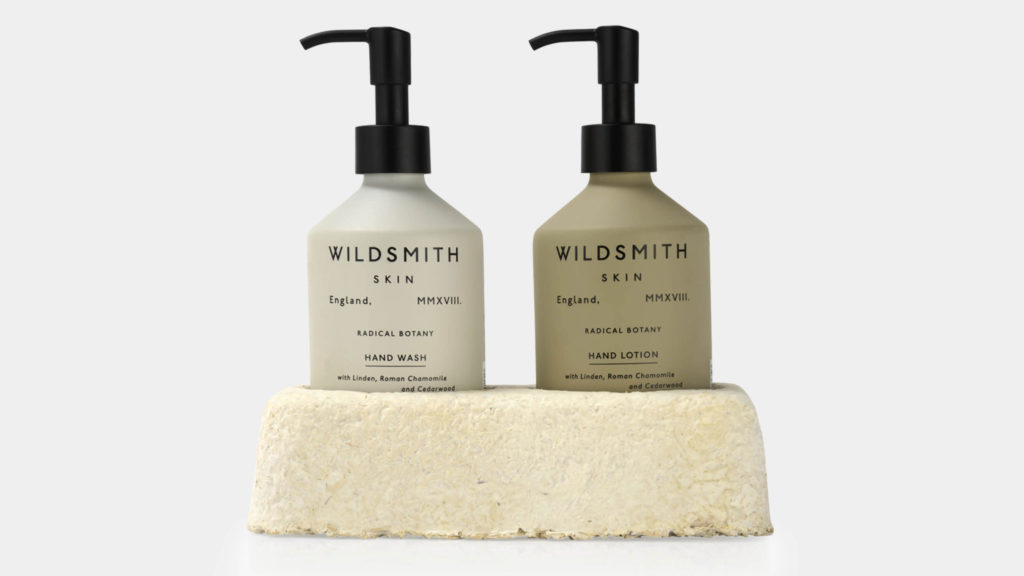 WILDSMITH
SKIN
England, MMXVIII.
RADICAL BOTANY
HAND WASH
with Linden, Roman Chamomile
and Cedarwood
WILDSMITH
SKIN
England, MMXVIII.
RADICAL BOTANY
HAND LOTION
with Linden, Roman Chamomile
and Cedarwood